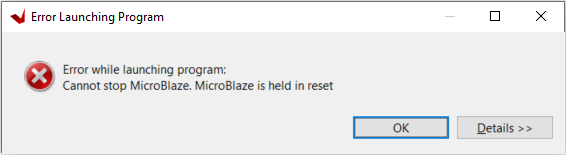 Error Launching Program
Error while launching program:
Cannot stop MicroBlaze. MicroBlaze is held in reset
OK
Details >>